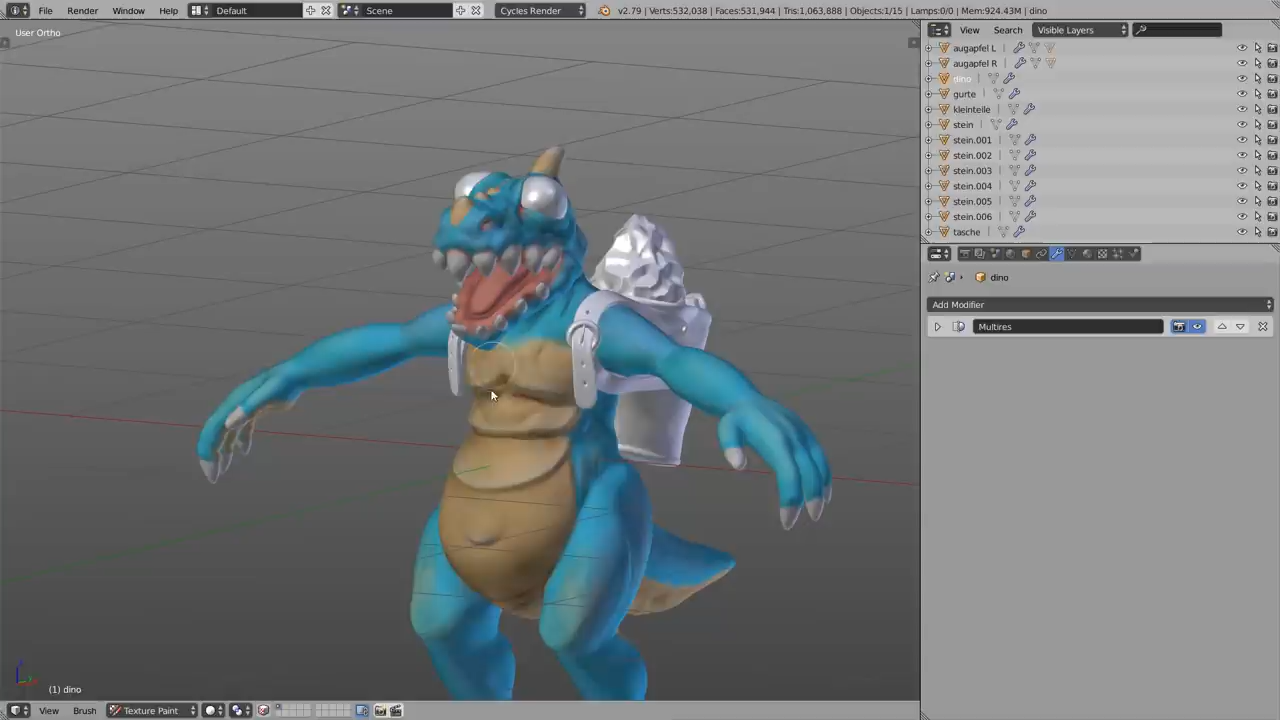 File Render Window Help Default Scene Cycles Render v2.79 | Verts:532,038 | Faces:531,944 | Tris:1,063,888 | Objects:1/15 | Lamps:0/0 | Mem:924.43M | dino
User Ortho
View Search Visible Layers
augapfel L
augapfel R
dino
gurte
kleinteile
stein
stein.001
stein.002
stein.003
stein.004
stein.005
stein.006
tasche
dino
Add Modifier
Multires
(1) dino
View Brush Texture Paint